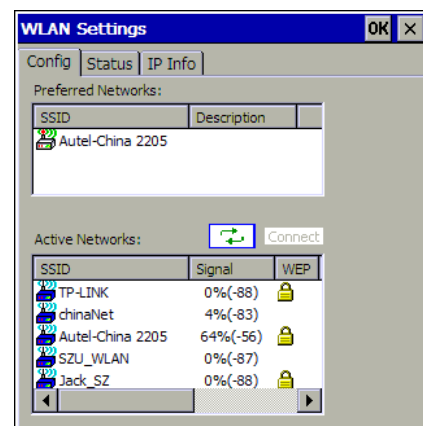 WLAN Settings OK ×
Config Status IP Info
Preferred Networks:
SSID Description
Autel-China 2205
Active Networks: Connect
SSID Signal WEP
TP-LINK 0%(-88)
chinaNet 4%(-83)
Autel-China 2205 64%(-56)
SZU_WLAN 0%(-87)
Jack_SZ 0%(-88)